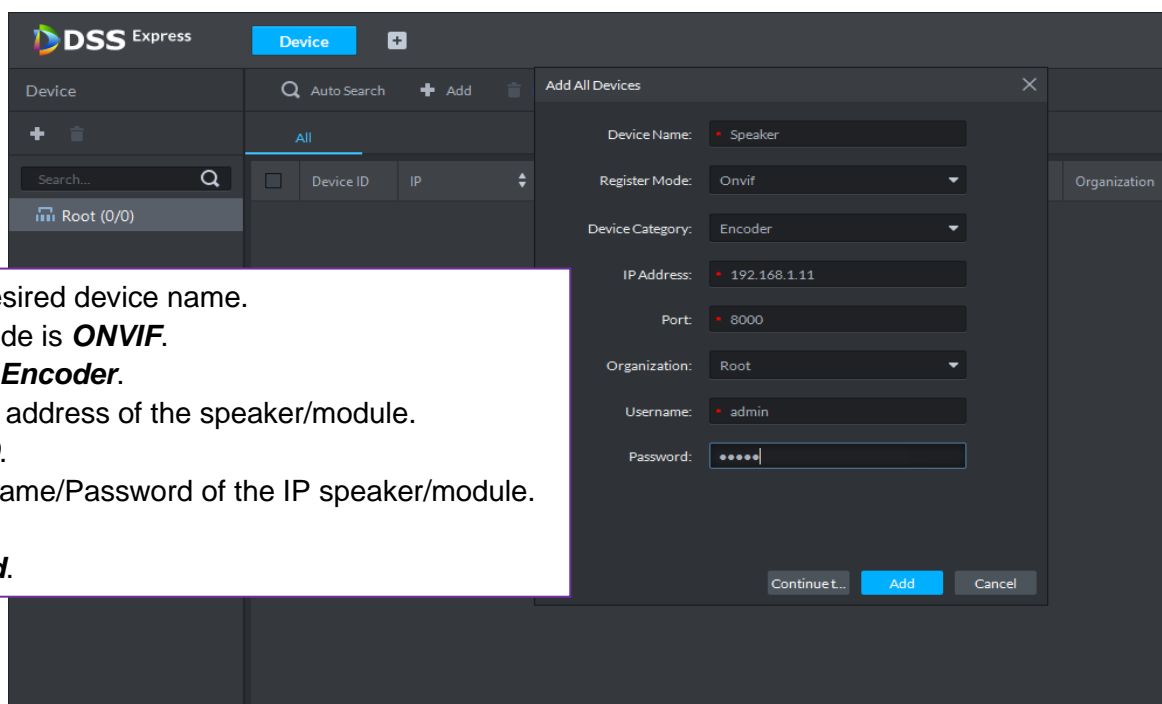 DSS Express
Device
Device
Auto Search
Add
Add All Devices
All
Search...
Device ID
IP
Organization
Root (0/0)
Device Name:
Speaker
Register Mode:
Onvif
Device Category:
Encoder
IP Address:
192.168.1.11
Port:
8000
Organization:
Root
Username:
admin
Password:
•••••
Continue t...
Add
Cancel
device name.
is ONVIF.
Encoder.
address of the speaker/module.
/Password of the IP speaker/module.